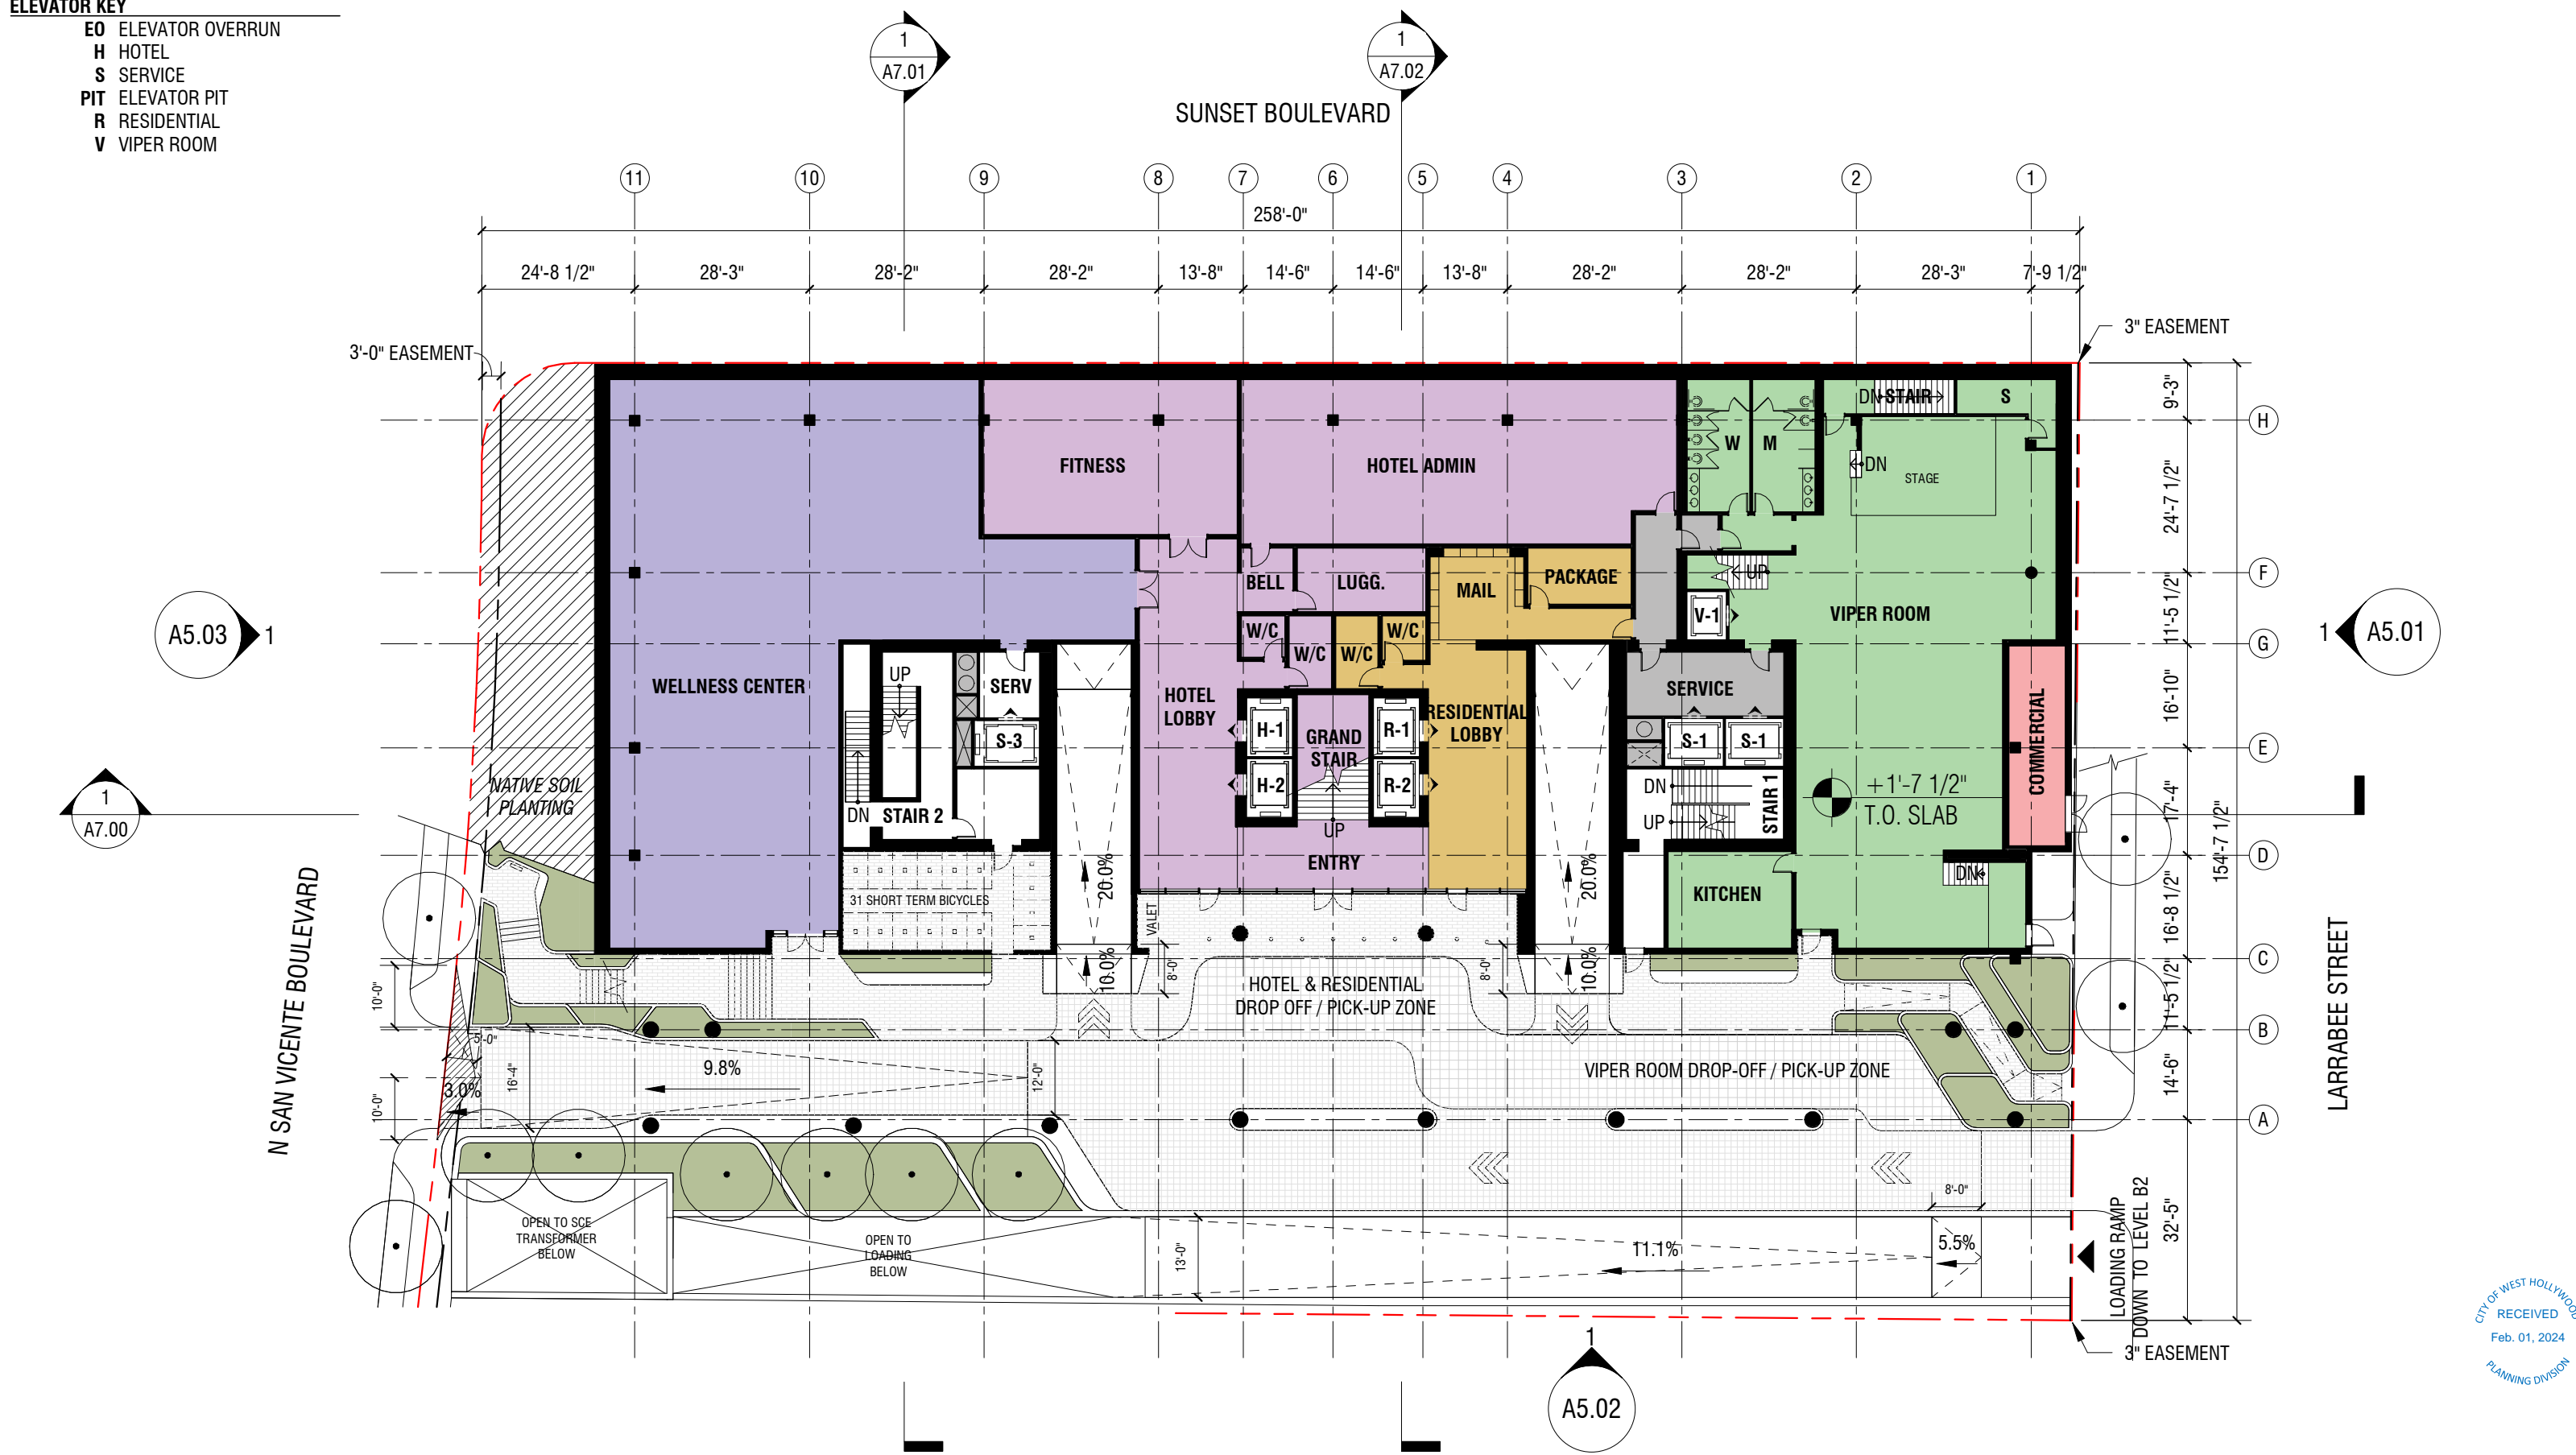 ELEVATOR KEY
EO ELEVATOR OVERRUN
H HOTEL
S SERVICE
PIT ELEVATOR PIT
R RESIDENTIAL
V VIPER ROOM
1
A7.01
1
A7.02
SUNSET BOULEVARD
11
10
9
8
7
6
5
4
3
2
1
258'-0"
24'-8 1/2"
28'-3"
28'-2"
28'-2"
13'-8"
14'-6"
14'-6"
13'-8"
28'-2"
28'-2"
28'-3"
7'-9 1/2"
3'-0" EASEMENT
3" EASEMENT
9'-3"
H
24'-7 1/2"
F
11'-5 1/2"
G
16'-10"
E
17'-4"
D
154'-7 1/2"
16'-8 1/2"
C
11'-5 1/2"
B
14'-6"
A
32'-5"
A5.03
1
1
A5.01
1
A7.00
WELLNESS CENTER
FITNESS
HOTEL ADMIN
W
M
DN
STAIR
S
DN
STAGE
BELL
LUGG.
MAIL
PACKAGE
UP
V-1
VIPER ROOM
W/C
W/C
W/C
W/C
UP
SERV
S-3
DN
STAIR 2
HOTEL
LOBBY
H-1
H-2
GRAND
STAIR
UP
R-1
R-2
RESIDENTIAL
LOBBY
ENTRY
SERVICE
S-1
S-1
DN
UP
STAIR 1
COMMERCIAL
+1'-7 1/2"
T.O. SLAB
KITCHEN
DN
NATIVE SOIL
PLANTING
31 SHORT TERM BICYCLES
20.0%
10.0%
VALET
8'-0"
8'-0"
20.0%
10.0%
HOTEL & RESIDENTIAL
DROP OFF / PICK-UP ZONE
VIPER ROOM DROP-OFF / PICK-UP ZONE
N SAN VICENTE BOULEVARD
LARRABEE STREET
10'-0"
5'-0"
3.0%
10'-0"
16'-4"
9.8%
12'-0"
OPEN TO SCE
TRANSFORMER
BELOW
OPEN TO
LOADING
BELOW
13'-0"
11.1%
8'-0"
5.5%
LOADING RAMP
DOWN TO LEVEL B2
3" EASEMENT
1
A5.02
CITY OF WEST HOLLYWOOD
RECEIVED
Feb. 01, 2024
PLANNING DIVISION